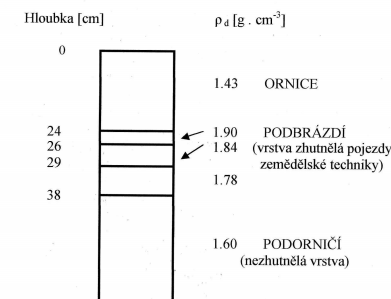 Hloubka [cm] ρ d [g . cm-3]
0
1.43 ORNICE
24 1.90 PODBRÁZDÍ
26 1.84 (vrstva zhutnělá pojezdy
29 zemědělské techniky)
1.78
38
1.60 PODORNIČÍ
(nezhutnělá vrstva)